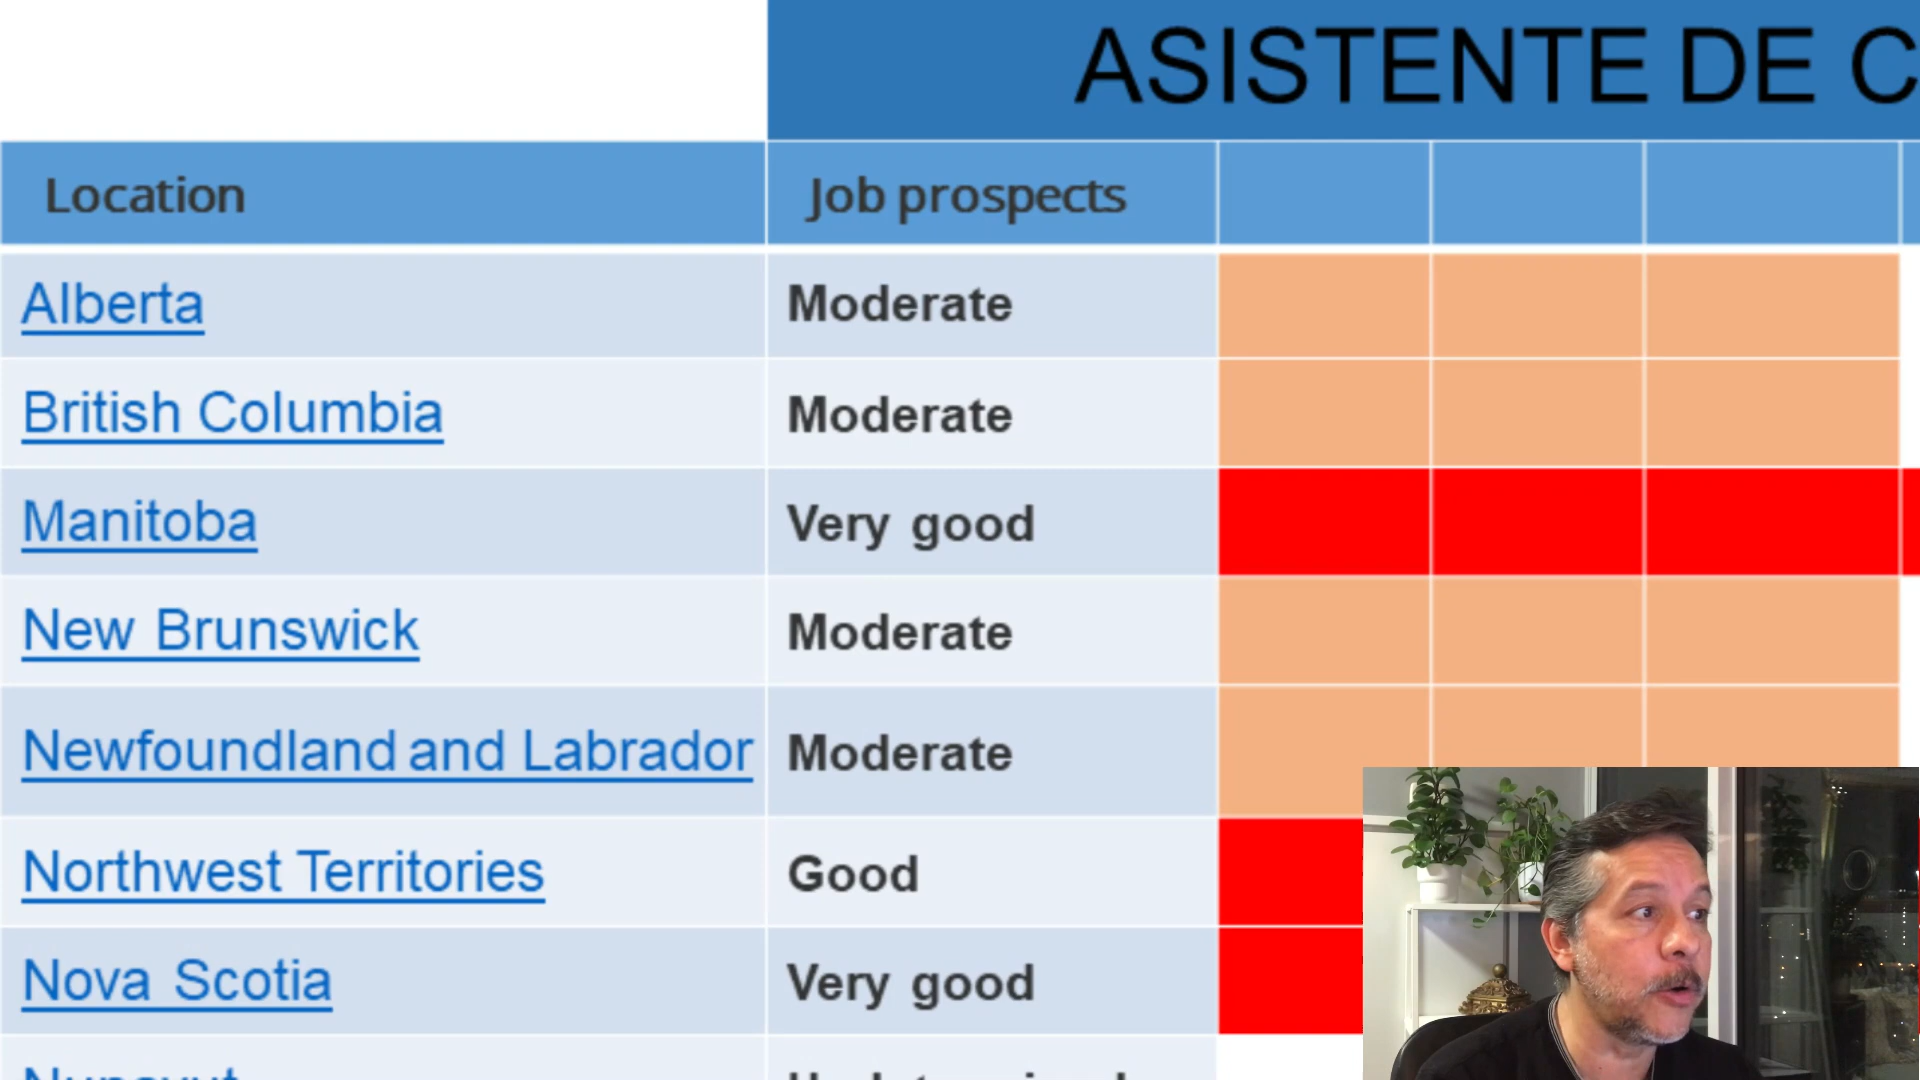 ASISTENTE DE
Location Job prospects
Alberta Moderate
British Columbia Moderate
Manitoba Very good
New Brunswick Moderate
Newfoundland and Labrador Moderate
Northwest Territories Good
Nova Scotia Very good